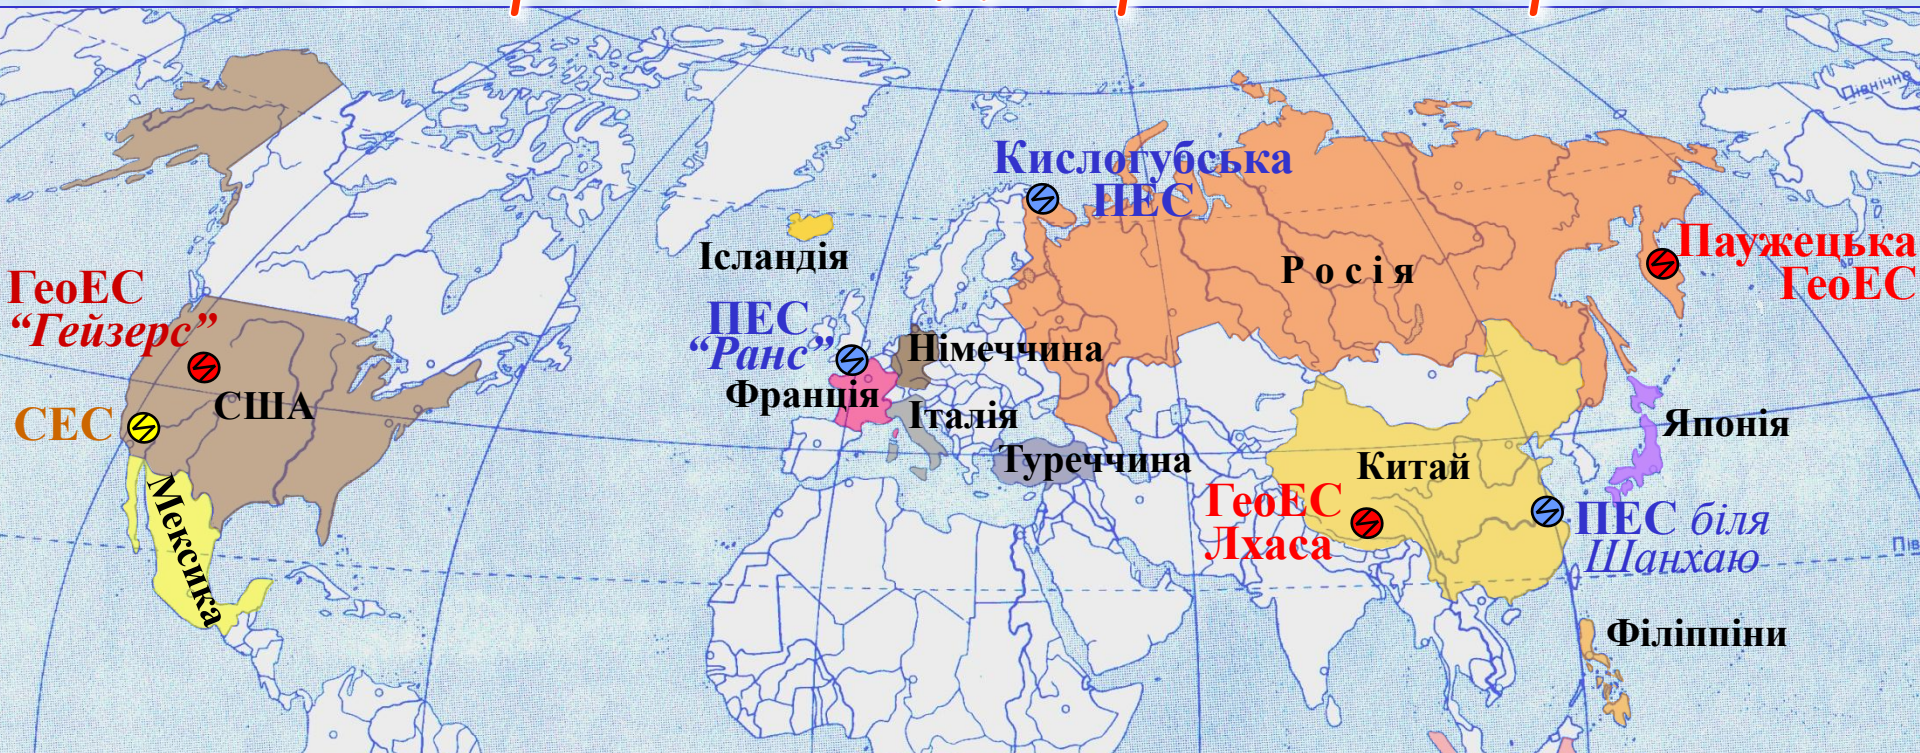 Північне
Кислогубська
ПЕС
Ісландія
Росія
Паужецька
ГеоЕС
ГеоЕС
“Гейзерс”
ПЕС
“Ранс”
Німеччина
Франція
США
Італія
СЕС
Японія
Туреччина
Китай
Мексика
ГеоЕС
Лхаса
ПЕС біля
Шанхаю
Філіппіни